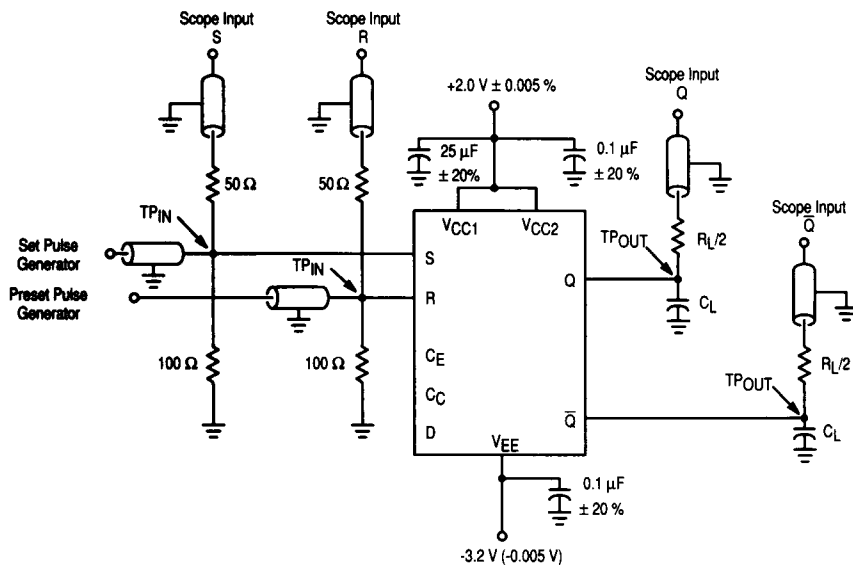 Scope Input
S
Scope Input
R
+2.0 V ± 0.005 %
Scope Input
Q
25 µF
± 20%
0.1 µF
± 20 %
50 Ω
50 Ω
Scope Input
Q̅
TPIN
VCC1
VCC2
RL/2
TPOUT
Set Pulse
Generator
S
TPIN
Q
Preset Pulse
Generator
R
CL
100 Ω
100 Ω
CE
RL/2
TPOUT
CC
Q̅
D
CL
VEE
0.1 µF
± 20 %
-3.2 V (-0.005 V)